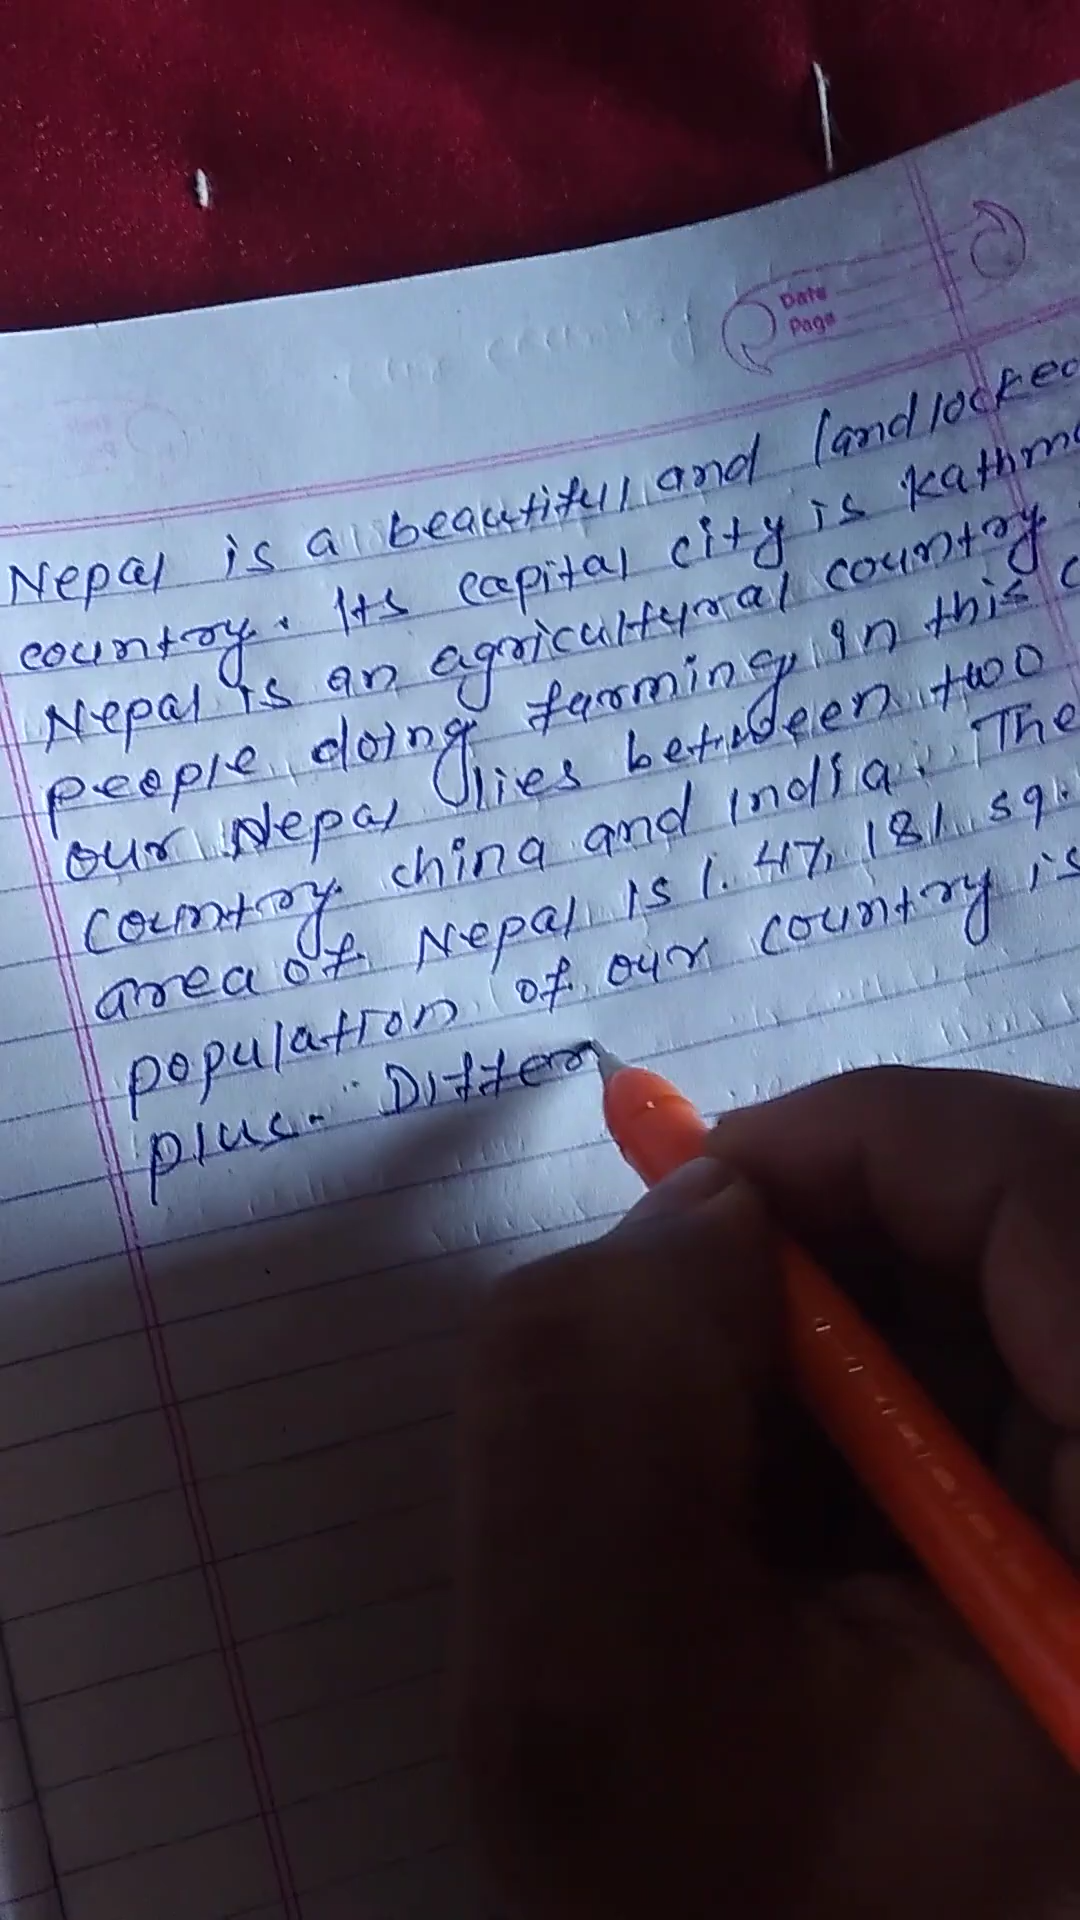 Date
Page
Nepal is a beautiful and landlocked
country. Its capital city is kathm
Nepal is an agricultural country.
people doing farming in this c
our Nepal lies between two
country china and India. The
area of Nepal is 1.47,181 sq.
population of our country is
plus. Differ